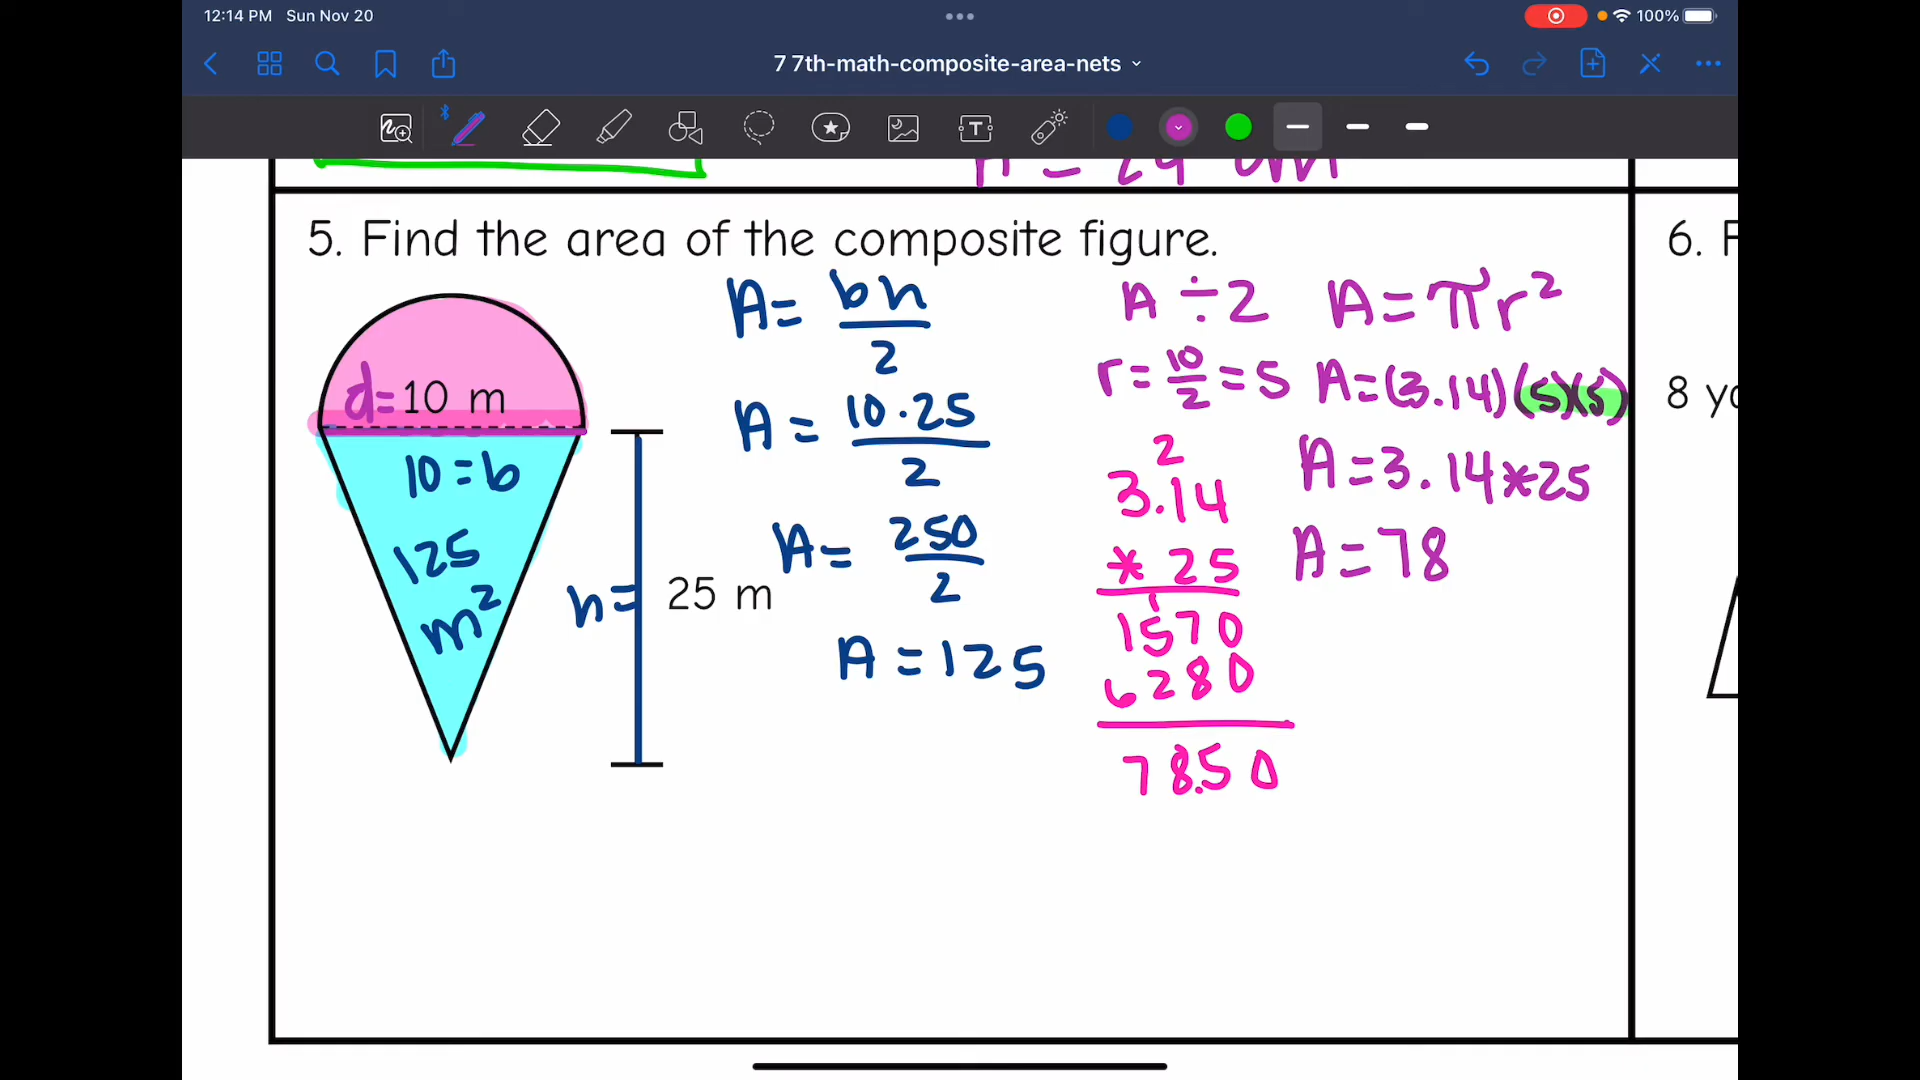 12:14 PM Sun Nov 20
100%
7 7th-math-composite-area-nets
5. Find the area of the composite figure.
6. F
d=10 m
10=b
125
m²
h=
25 m
A= bh/2
A = 10·25/2
A= 250/2
A = 125
A ÷2
r= 10/2 =5
2
3.14
* 25
1
1570
6280
78.50
A=πr²
A=(3.14)(5)(5)
A=3.14*25
A=78
8 y